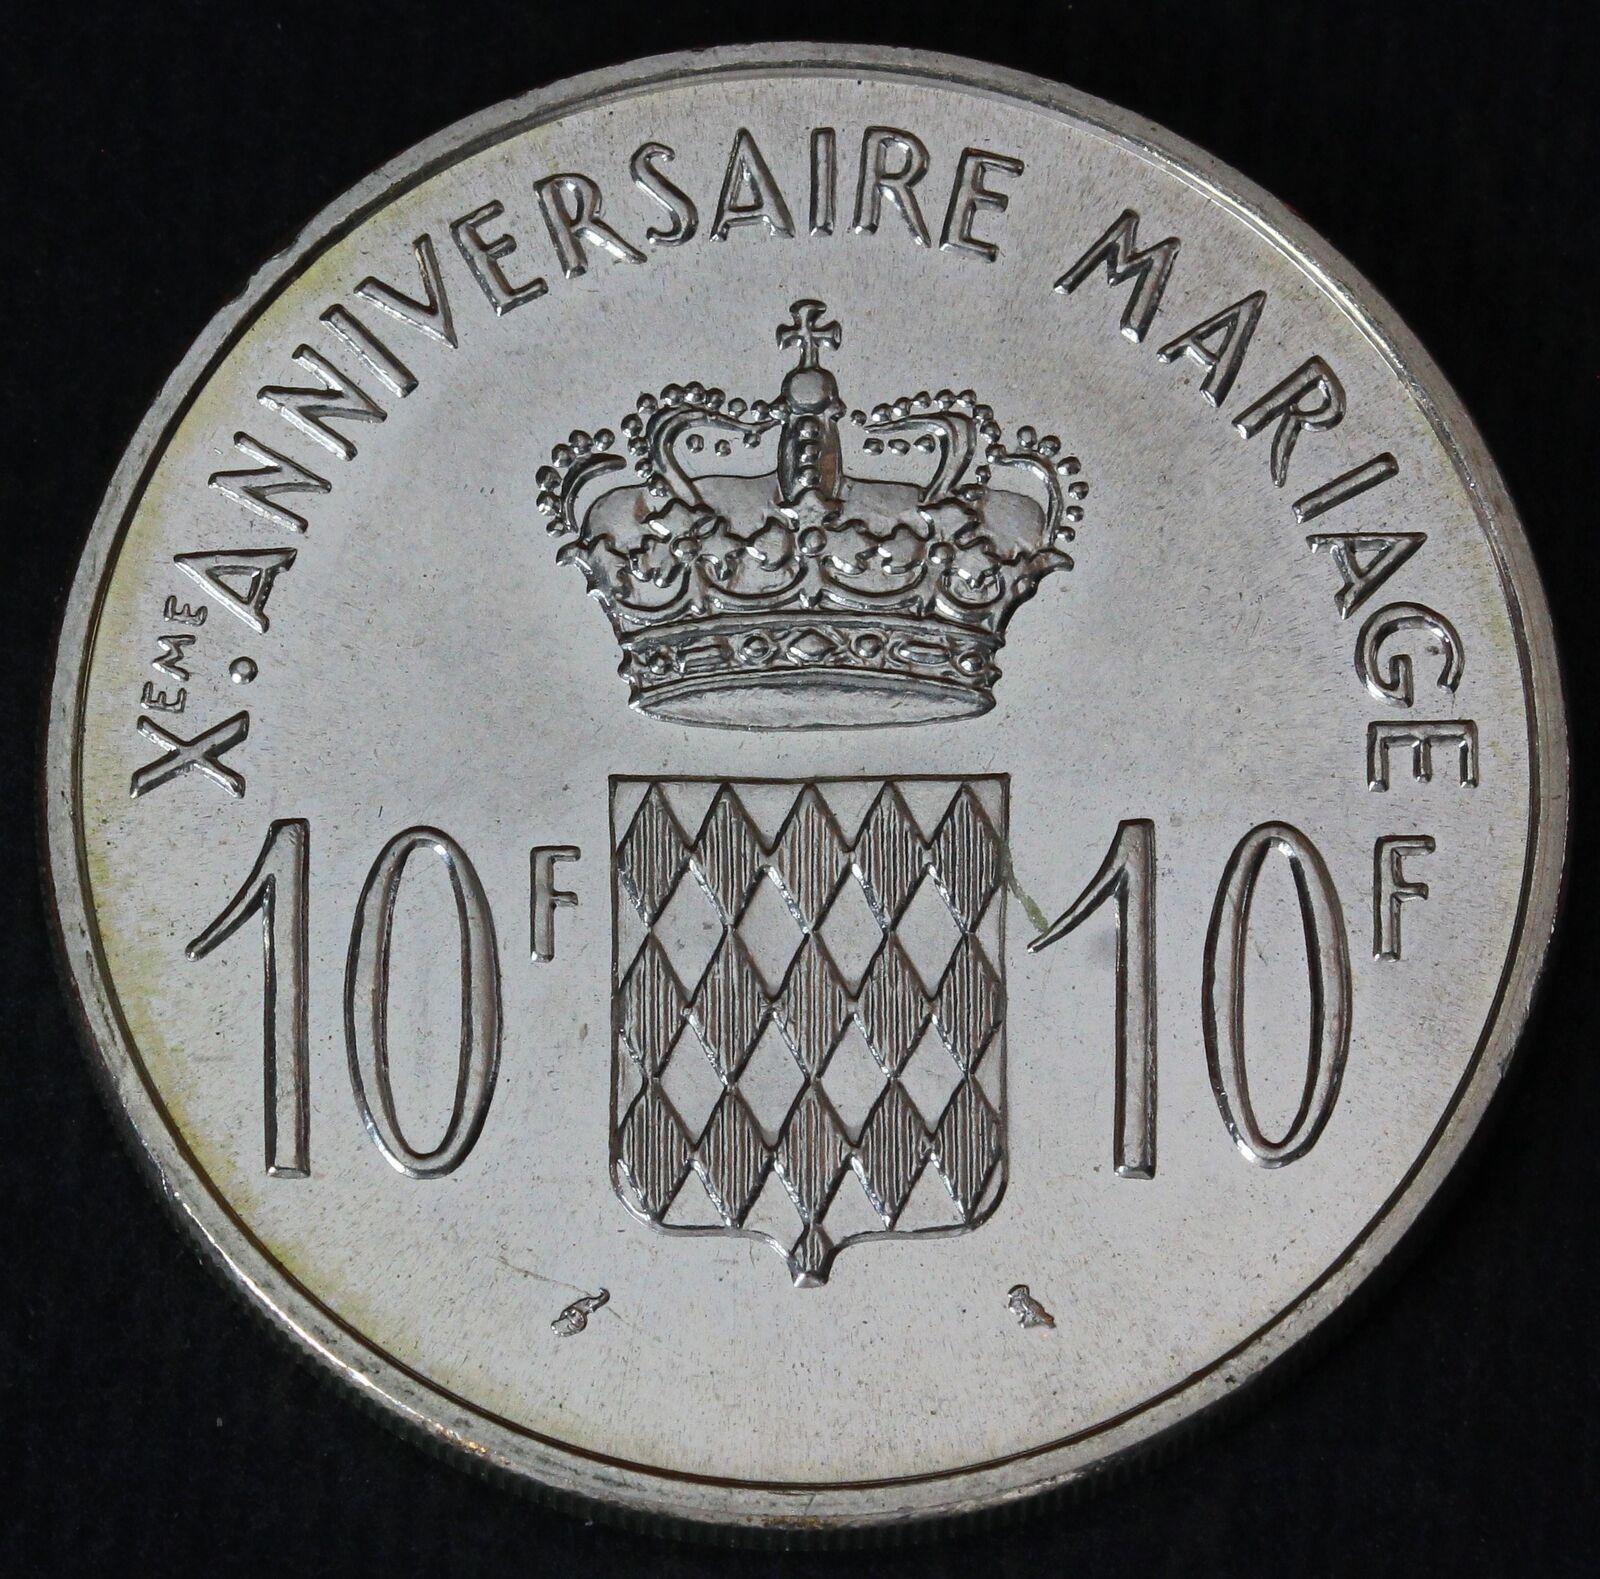 XEME. ANNIVERSAIRE MARIAGE
10F 10F